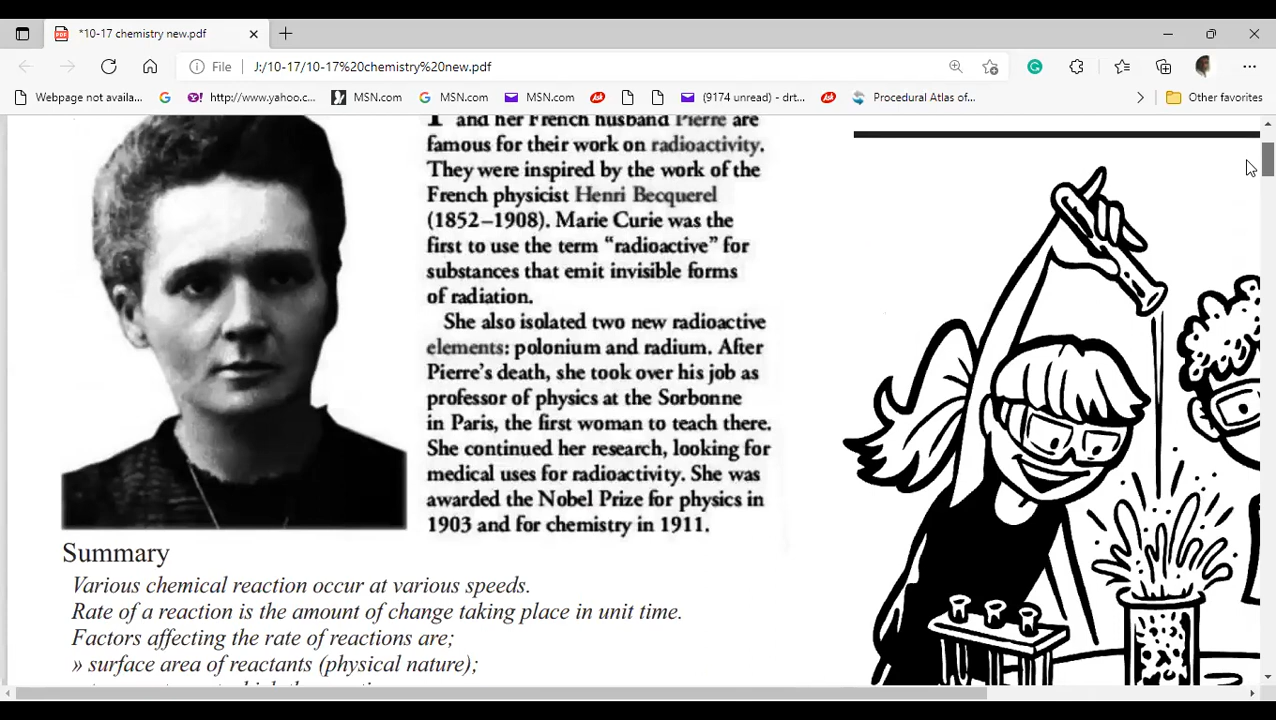 *10-17 chemistry new.pdf
File J:/10-17/10-17%20chemistry%20new.pdf
Webpage not availa... http://www.yahoo.c... MSN.com MSN.com MSN.com Ask (9174 unread) - drt... Ask Procedural Atlas of... Other favorites
and her French husband Pierre are
famous for their work on radioactivity.
They were inspired by the work of the
French physicist Henri Becquerel
(1852–1908). Marie Curie was the
first to use the term “radioactive” for
substances that emit invisible forms
of radiation.
She also isolated two new radioactive
elements: polonium and radium. After
Pierre's death, she took over his job as
professor of physics at the Sorbonne
in Paris, the first woman to teach there.
She continued her research, looking for
medical uses for radioactivity. She was
awarded the Nobel Prize for physics in
1903 and for chemistry in 1911.
Summary
Various chemical reaction occur at various speeds.
Rate of a reaction is the amount of change taking place in unit time.
Factors affecting the rate of reactions are;
» surface area of reactants (physical nature);